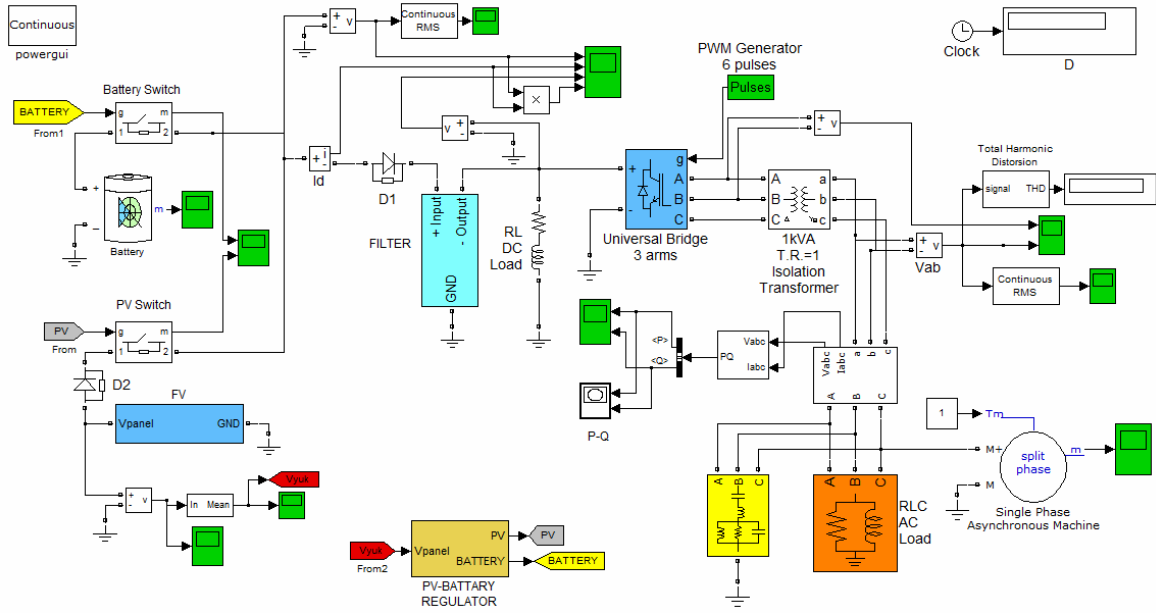 Continuous
powergui
Battery Switch
BATTERY
From1
g
m
1
2
+
-
m
Battery
PV Switch
PV
From
g
m
1
2
D2
FV
Vpanel
GND
+
-
v
In
Mean
Vyuk
+
-
v
Continuous
RMS
×
v
+
-
+
-
i
Id
D1
FILTER
+ Input
- Output
GND
RL
DC
Load
PWM Generator
6 pulses
Pulses
g
+
A
B
-
C
Universal Bridge
3 arms
A
a
B
b
C
c
1kVA
T.R.=1
Isolation
Transformer
+
-
v
Clock
D
Total Harmonic
Distorsion
signal
THD
+
-
v
Vab
Continuous
RMS
<P>
<Q>
PQ
Vabc
Iabc
Vabc
Iabc
a
b
c
A
B
C
P-Q
A
B
C
A
B
C
RLC
AC
Load
1
Tm
M+
M
split
phase
m
Single Phase
Asynchronous Machine
Vyuk
From2
Vpanel
PV
BATTERY
PV
BATTERY
PV-BATTARY
REGULATOR